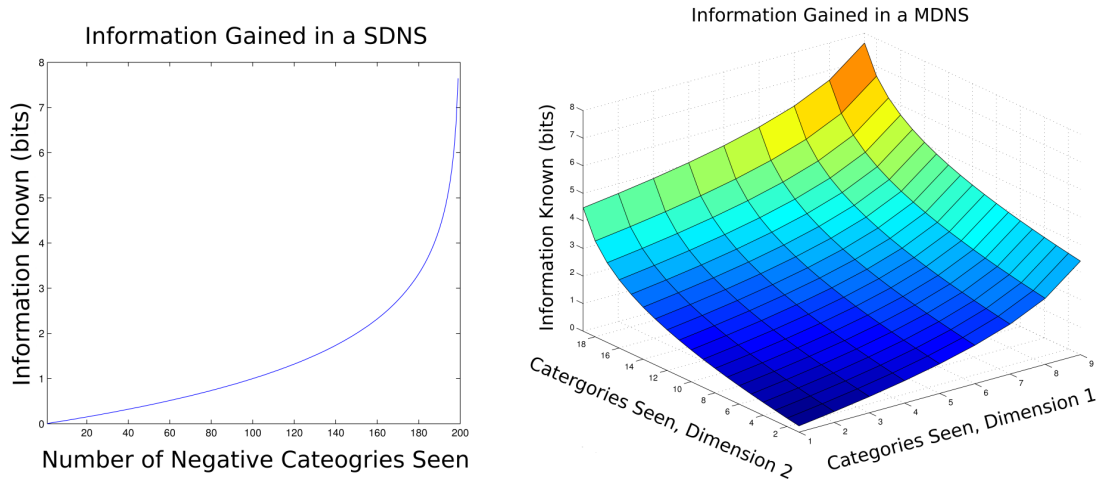 Information Gained in a SDNS
Information Known (bits)
8
7
6
5
4
3
2
1
0
20 40 60 80 100 120 140 160 180 200
Number of Negative Cateogries Seen
Information Gained in a MDNS
Information Known (bits)
8
7
6
5
4
3
2
1
0
18 16 14 12 10 8 6 4 2
Catergories Seen, Dimension 2
1 2 3 4 5 6 7 8 9
Categories Seen, Dimension 1